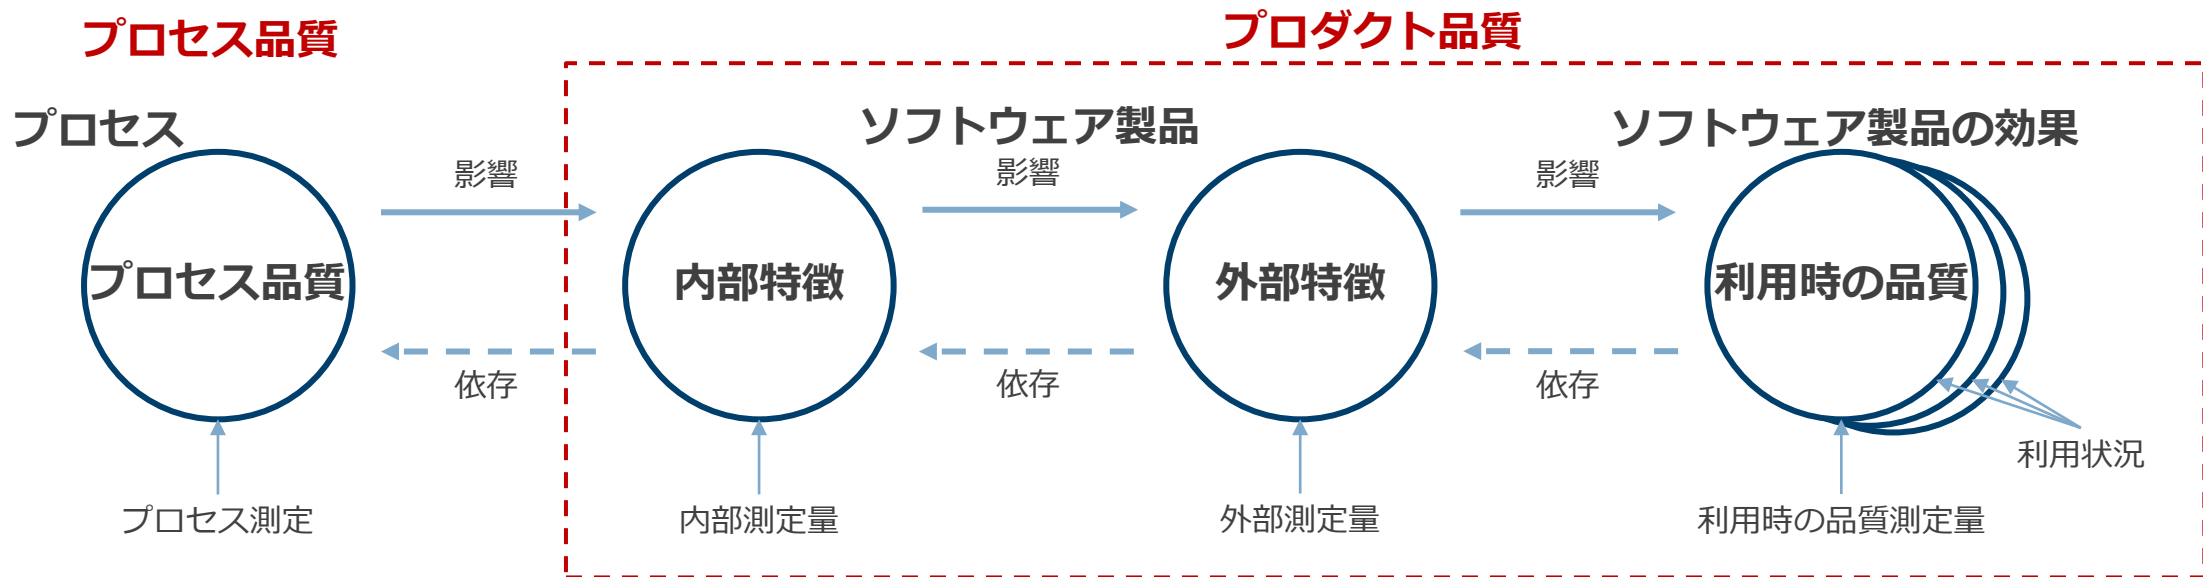 プロセス品質
プロダクト品質
プロセス
ソフトウェア製品
ソフトウェア製品の効果
影響
影響
影響
プロセス品質
内部特徴
外部特徴
利用時の品質
依存
依存
依存
利用状況
プロセス測定
内部測定量
外部測定量
利用時の品質測定量